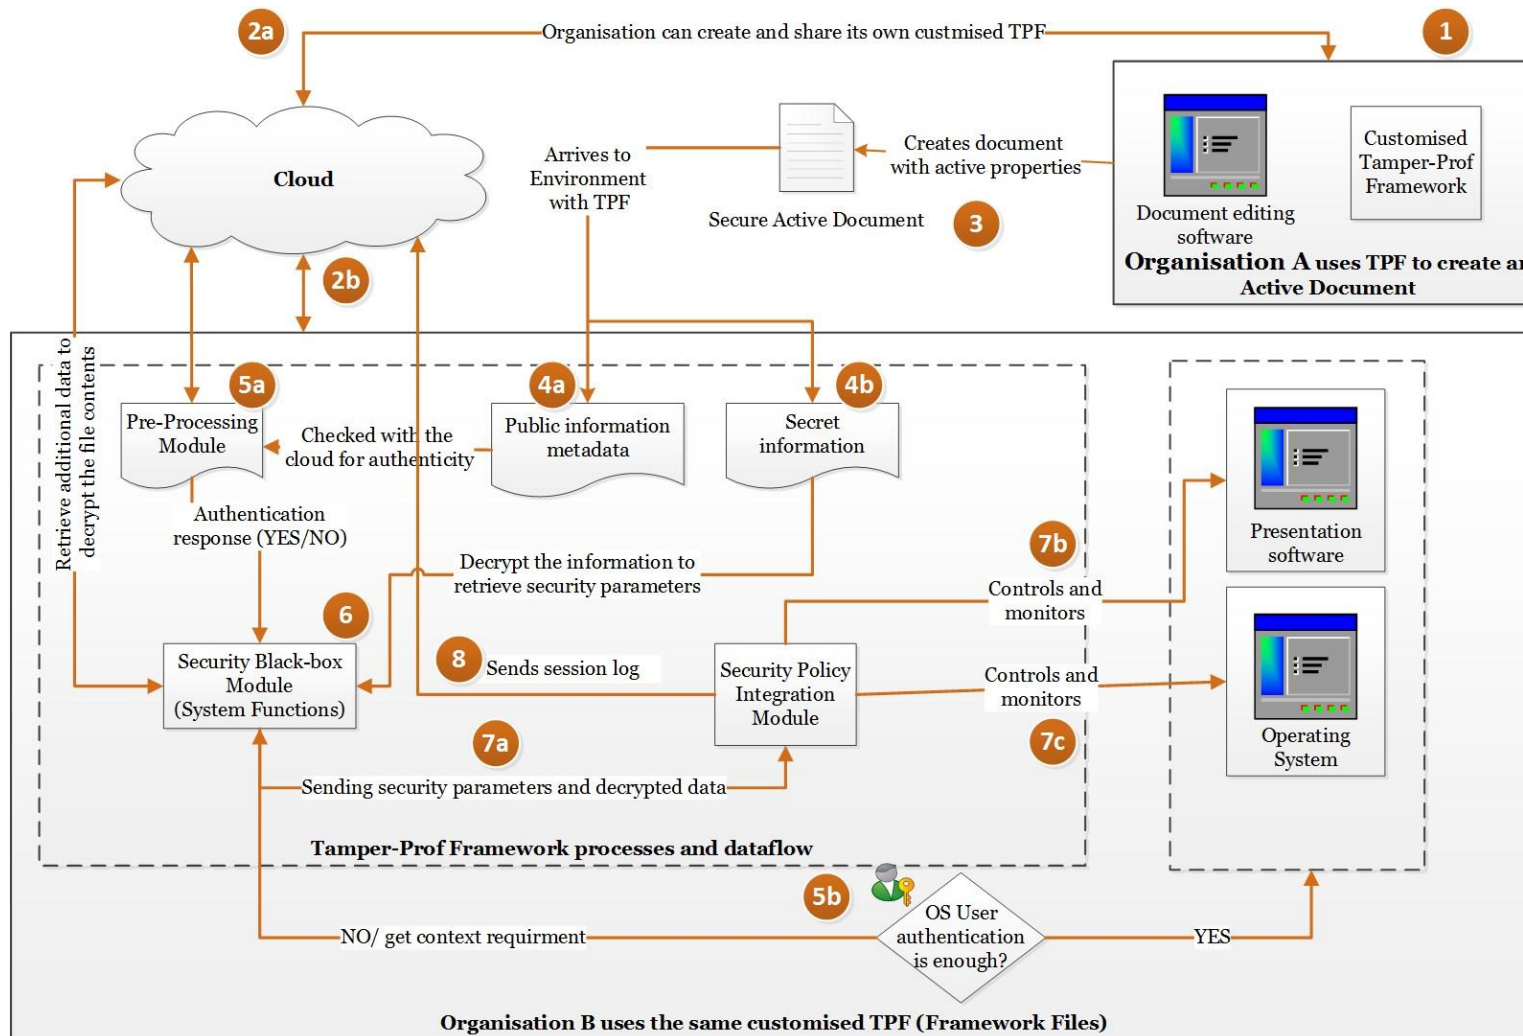 2a
Organisation can create and share its own custmised TPF
1
Cloud
Arrives to
Environment
with TPF
Creates document
with active properties
Secure Active Document
3
Customised
Tamper-Prof
Framework
Document editing
software
Organisation A uses TPF to create an
Active Document
2b
Retrieve additional data to
decrypt the file contents
5a
4a
4b
Pre-Processing
Module
Checked with the
cloud for authenticity
Public information
metadata
Secret
information
Authentication
response (YES/NO)
Decrypt the information to
retrieve security parameters
7b
Controls and
monitors
Presentation
software
6
Security Black-box
Module
(System Functions)
8
Sends session log
Security Policy
Integration
Module
Controls and
monitors
7c
Operating
System
7a
Sending security parameters and decrypted data
Tamper-Prof Framework processes and dataflow
5b
OS User
authentication
is enough?
NO/ get context requirment
YES
Organisation B uses the same customised TPF (Framework Files)